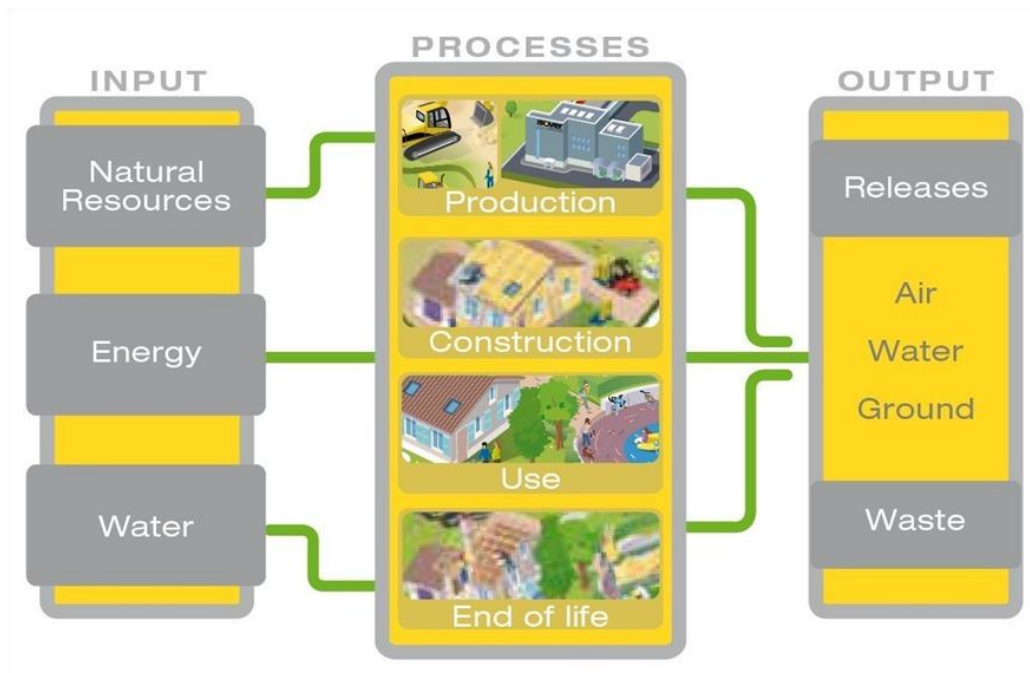 PROCESSES
INPUT
OUTPUT
Natural
Resources
Energy
Water
Production
Construction
Use
End of life
Releases
Air
Water
Ground
Waste